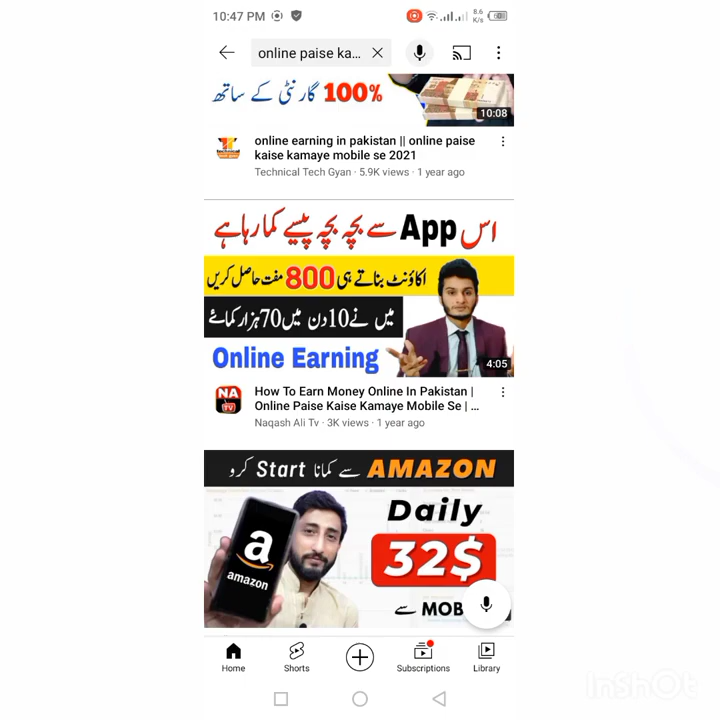 10:47 PM
8.6
K/s
online paise ka...
100% گارنٹی کے ساتھ
10:08
online earning in pakistan || online paise
kaise kamaye mobile se 2021
Technical Tech Gyan · 5.9K views · 1 year ago
اس App سے بچہ بچہ پیسے کما رہا ہے
اکاؤنٹ بناتے ہی 800 مفت حاصل کریں
میں نے 10 دن میں 70 ہزار کمائے
Online Earning
4:05
NA
TV
How To Earn Money Online In Pakistan |
Online Paise Kaise Kamaye Mobile Se | ...
Naqash Ali Tv · 3K views · 1 year ago
AMAZON سے کمانا Start کرو
Daily
32$
سے MOB
a
amazon
Home
Shorts
Subscriptions
Library
InShOt